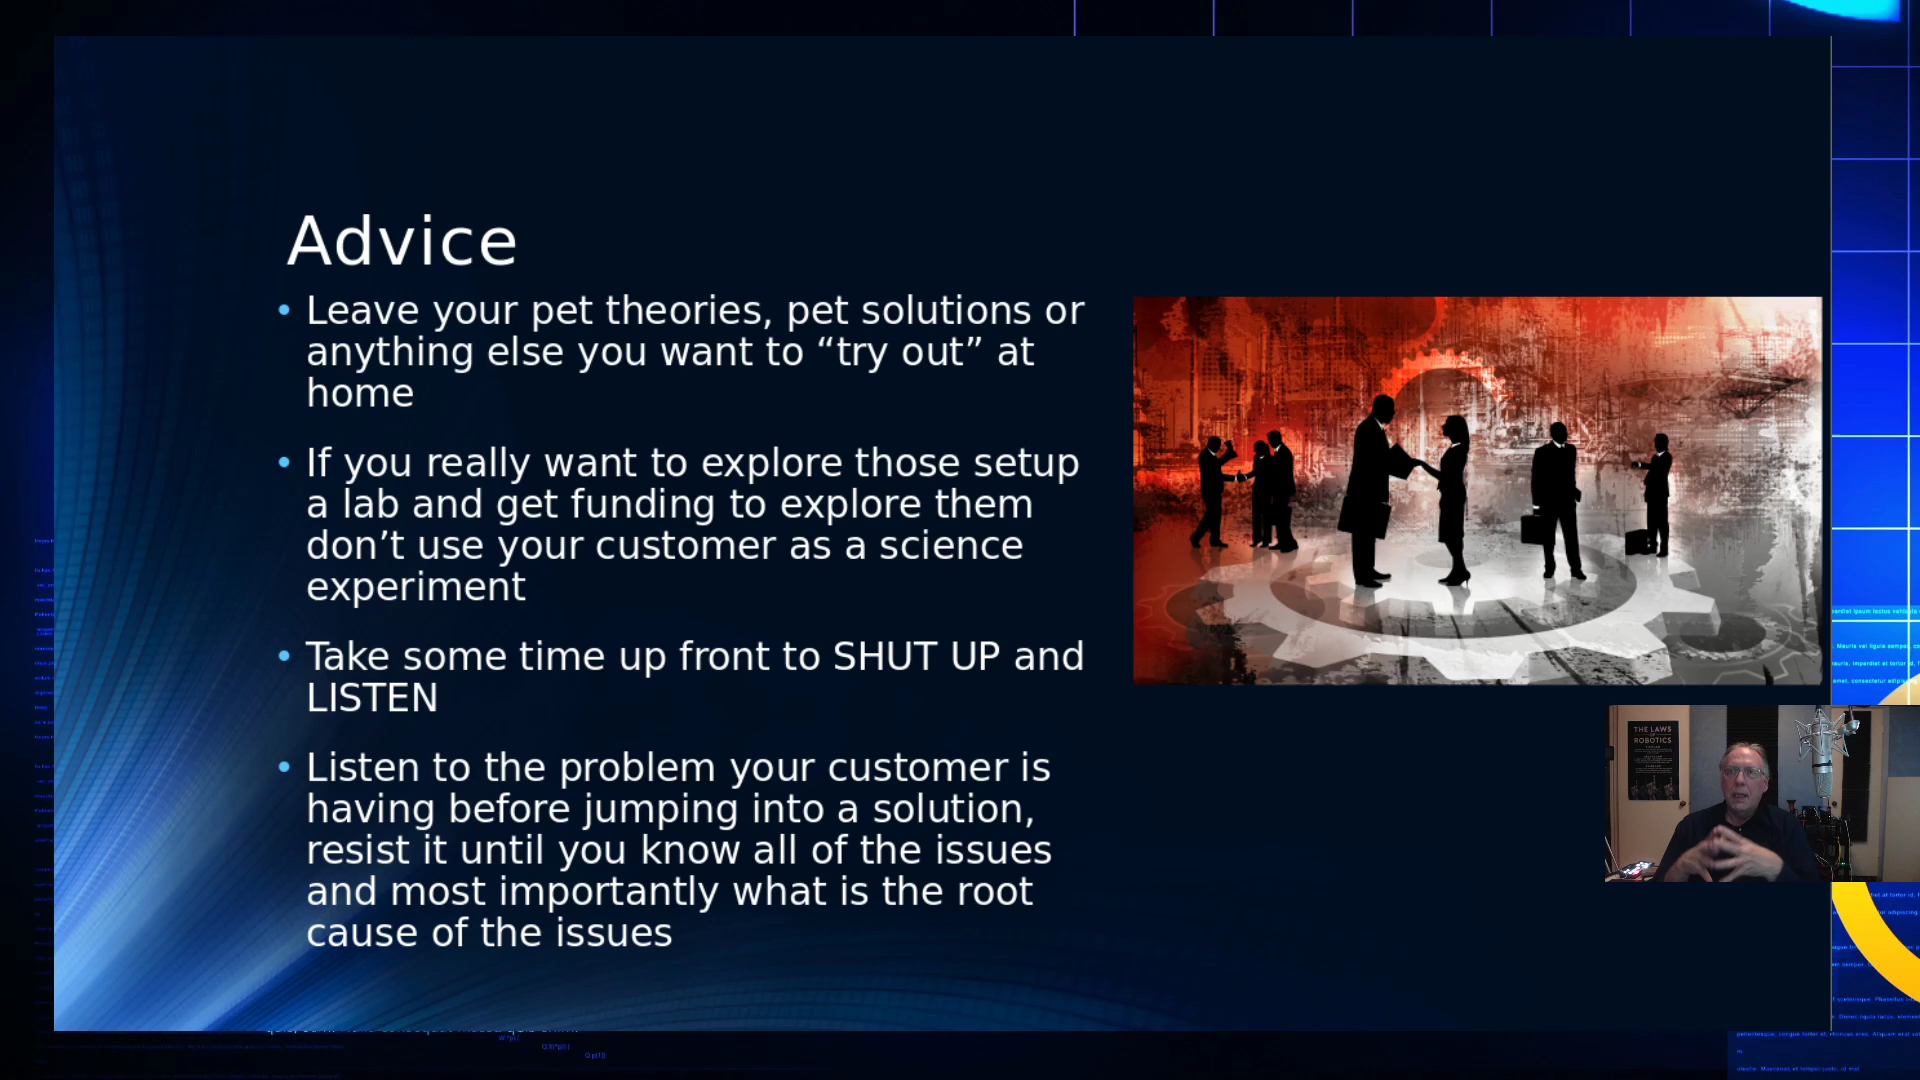 Advice
• Leave your pet theories, pet solutions or
anything else you want to “try out” at
home
• If you really want to explore those setup
a lab and get funding to explore them
don’t use your customer as a science
experiment
• Take some time up front to SHUT UP and
LISTEN
• Listen to the problem your customer is
having before jumping into a solution,
resist it until you know all of the issues
and most importantly what is the root
cause of the issues
THE LAWS
OF
ROBOTICS